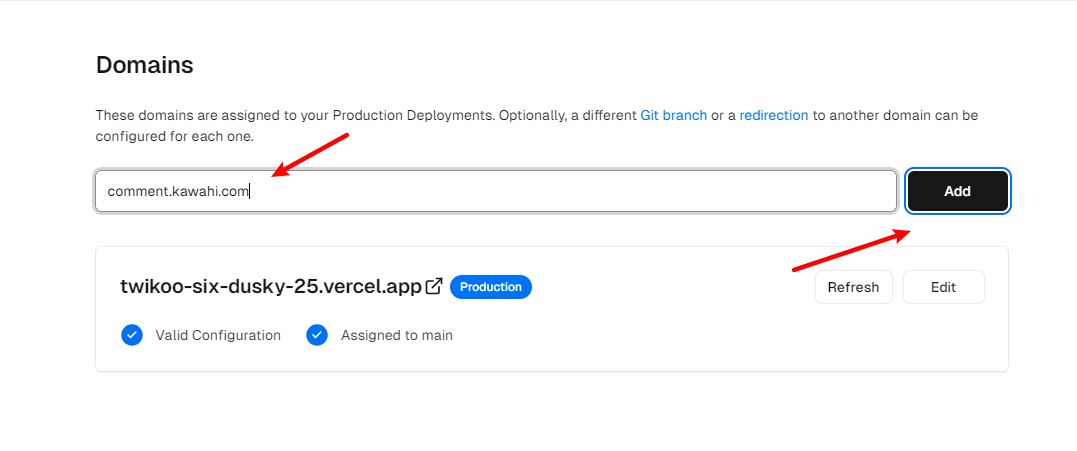 Domains
These domains are assigned to your Production Deployments. Optionally, a different Git branch or a redirection to another domain can be
configured for each one.
comment.kawahi.com
Add
twikoo-six-dusky-25.vercel.app
Production
Refresh
Edit
Valid Configuration
Assigned to main